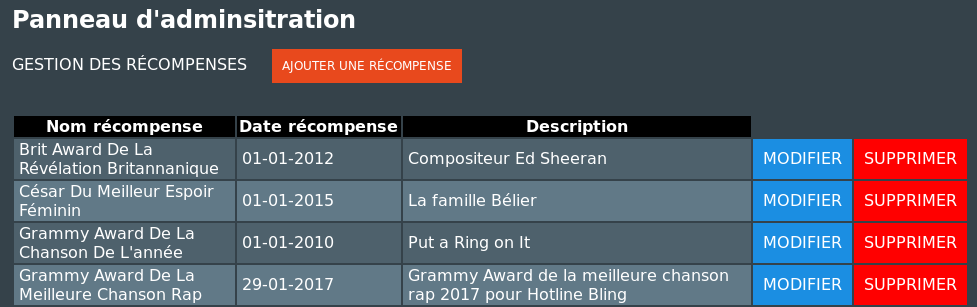 Panneau d'adminsitration
GESTION DES RÉCOMPENSES AJOUTER UNE RÉCOMPENSE
Nom récompense Date récompense Description
Brit Award De La
Révélation Britannanique 01-01-2012 Compositeur Ed Sheeran MODIFIER SUPPRIMER
César Du Meilleur Espoir
Féminin 01-01-2015 La famille Bélier MODIFIER SUPPRIMER
Grammy Award De La
Chanson De L'année 01-01-2010 Put a Ring on It MODIFIER SUPPRIMER
Grammy Award De La
Meilleure Chanson Rap 29-01-2017 Grammy Award de la meilleure chanson
rap 2017 pour Hotline Bling MODIFIER SUPPRIMER